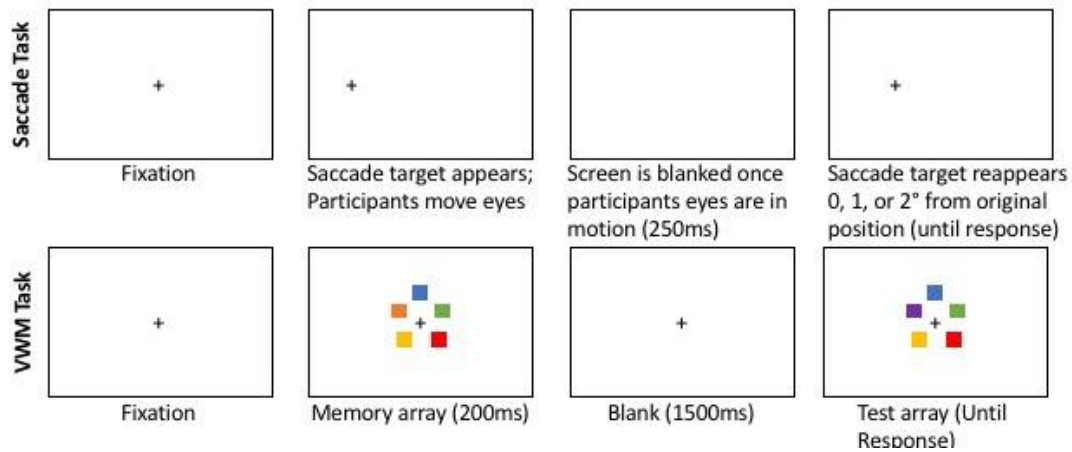 Saccade Task
Fixation
Saccade target appears;
Participants move eyes
Screen is blanked once
participants eyes are in
motion (250ms)
Saccade target reappears
0, 1, or 2° from original
position (until response)
VWM Task
Fixation
Memory array (200ms)
Blank (1500ms)
Test array (Until
Response)